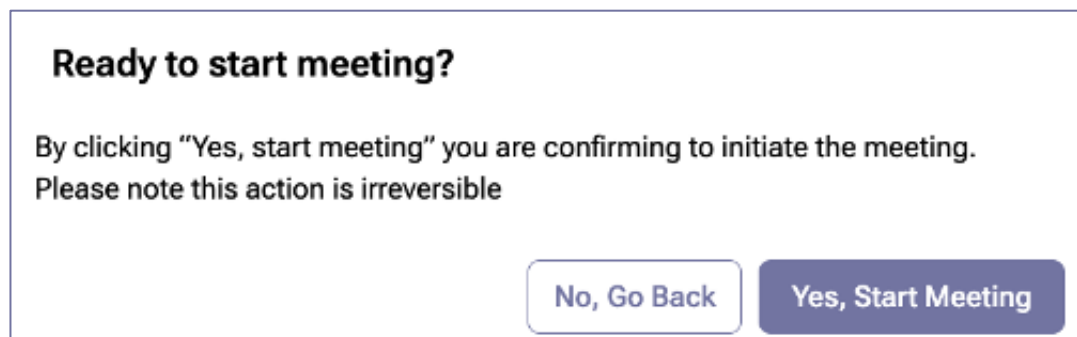 Ready to start meeting?
By clicking “Yes, start meeting” you are confirming to initiate the meeting.
Please note this action is irreversible
No, Go Back
Yes, Start Meeting